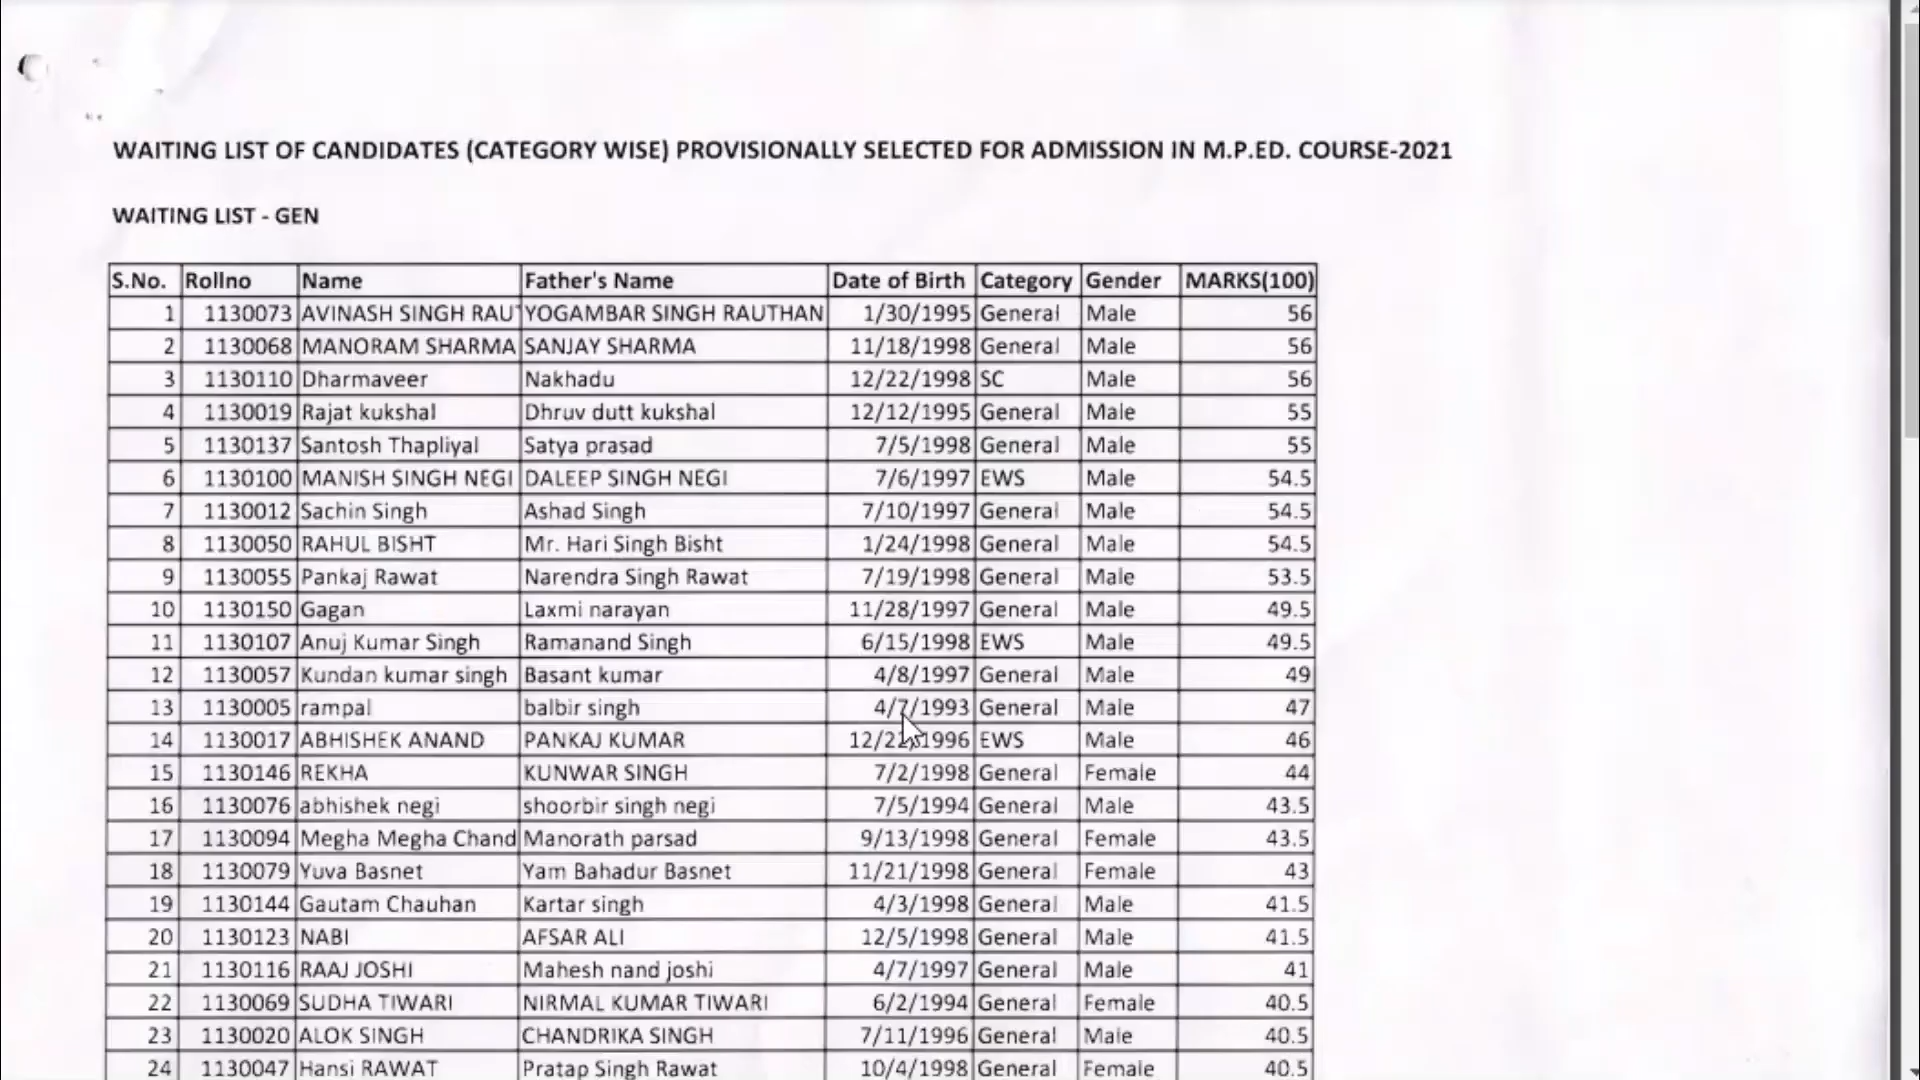 WAITING LIST OF CANDIDATES (CATEGORY WISE) PROVISIONALLY SELECTED FOR ADMISSION IN M.P.ED. COURSE-2021
WAITING LIST - GEN
S.No. Rollno Name Father's Name Date of Birth Category Gender MARKS(100)
1 1130073 AVINASH SINGH RAUT YOGAMBAR SINGH RAUTHAN 1/30/1995 General Male 56
2 1130068 MANORAM SHARMA SANJAY SHARMA 11/18/1998 General Male 56
3 1130110 Dharmaveer Nakhadu 12/22/1998 SC Male 56
4 1130019 Rajat kukshal Dhruv dutt kukshal 12/12/1995 General Male 55
5 1130137 Santosh Thapliyal Satya prasad 7/5/1998 General Male 55
6 1130100 MANISH SINGH NEGI DALEEP SINGH NEGI 7/6/1997 EWS Male 54.5
7 1130012 Sachin Singh Ashad Singh 7/10/1997 General Male 54.5
8 1130050 RAHUL BISHT Mr. Hari Singh Bisht 1/24/1998 General Male 54.5
9 1130055 Pankaj Rawat Narendra Singh Rawat 7/19/1998 General Male 53.5
10 1130150 Gagan Laxmi narayan 11/28/1997 General Male 49.5
11 1130107 Anuj Kumar Singh Ramanand Singh 6/15/1998 EWS Male 49.5
12 1130057 Kundan kumar singh Basant kumar 4/8/1997 General Male 49
13 1130005 rampal balbir singh 4/7/1993 General Male 47
14 1130017 ABHISHEK ANAND PANKAJ KUMAR 12/22/1996 EWS Male 46
15 1130146 REKHA KUNWAR SINGH 7/2/1998 General Female 44
16 1130076 abhishek negi shoorbir singh negi 7/5/1994 General Male 43.5
17 1130094 Megha Megha Chand Manorath parsad 9/13/1998 General Female 43.5
18 1130079 Yuva Basnet Yam Bahadur Basnet 11/21/1998 General Female 43
19 1130144 Gautam Chauhan Kartar singh 4/3/1998 General Male 41.5
20 1130123 NABI AFSAR ALI 12/5/1998 General Male 41.5
21 1130116 RAAJ JOSHI Mahesh nand joshi 4/7/1997 General Male 41
22 1130069 SUDHA TIWARI NIRMAL KUMAR TIWARI 6/2/1994 General Female 40.5
23 1130020 ALOK SINGH CHANDRIKA SINGH 7/11/1996 General Male 40.5
24 1130047 Hansi RAWAT Pratap Singh Rawat 10/4/1998 General Female 40.5